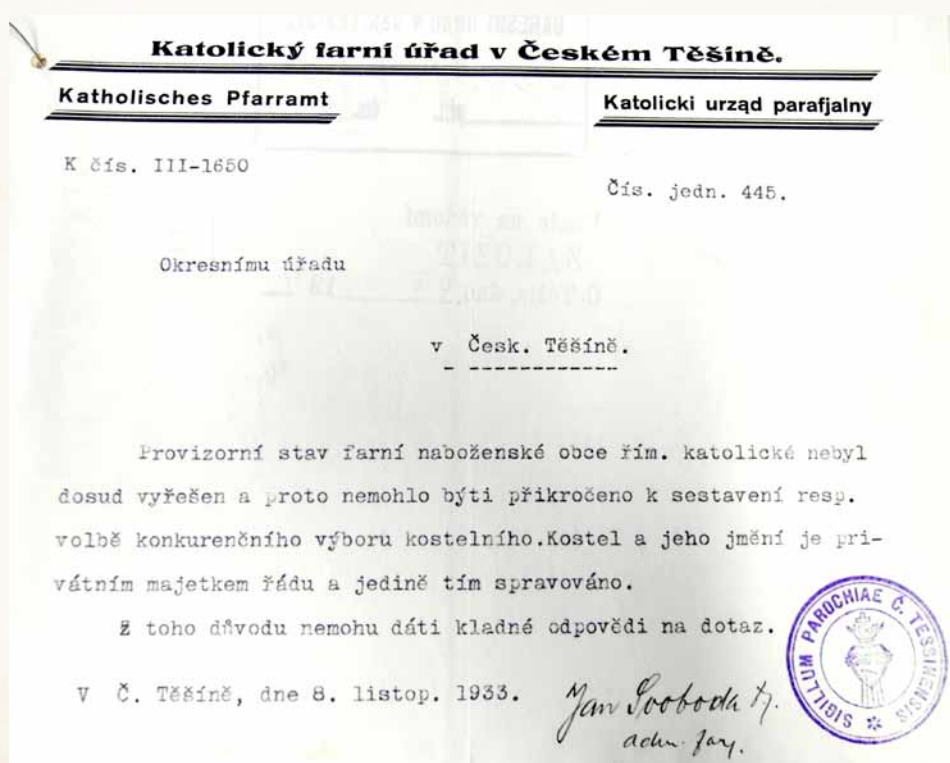 Katolický farní úřad v Českém Těšíně.
Katholisches Pfarramt
Katolicki urząd parafjalny
K čís. III-1650
Čís. jedn. 445.
Okresnímu úřadu
v Česk. Těšíně.
Provizorní stav farní naboženské obce řím. katolické nebyl
dosud vyřešen a proto nemohlo býti přikročeno k sestavení resp.
volbě konkurenčního výboru kostelního.Kostel a jeho jmění je pri-
vátním majetkem řádu a jedině tím spravováno.
Z toho důvodu nemohu dáti kladné odpovědi na dotaz.
V Č. Těšíně, dne 8. listop. 1933.
Jan Svoboda
adm. far.
SIGILLUM PAROCHIAE Č. TESSINENSIS